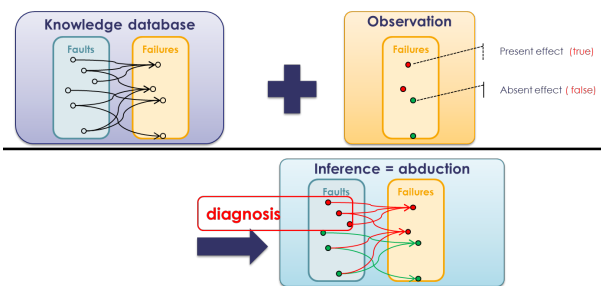 Knowledge database
Faults
Failures
Observation
Failures
Present effect (true)
Absent effect ( false)
Inference = abduction
Faults
Failures
diagnosis